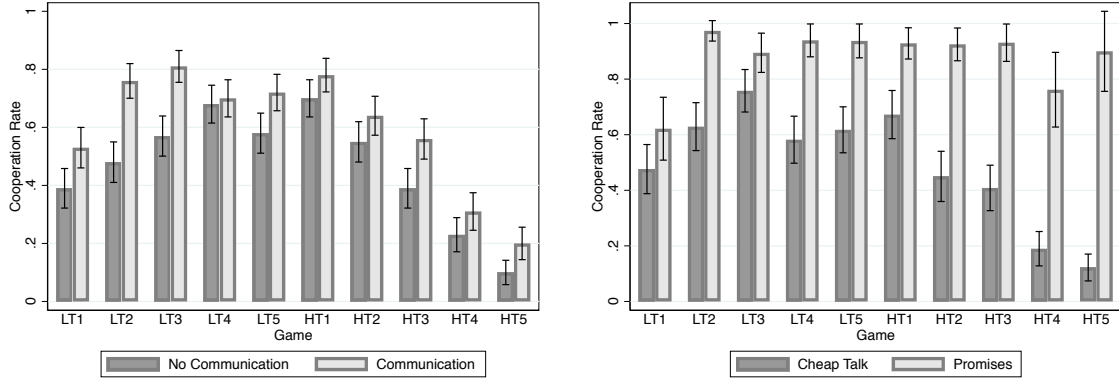 Cooperation Rate
1
.8
.6
.4
.2
0
LT1 LT2 LT3 LT4 LT5 HT1 HT2 HT3 HT4 HT5
Game
No Communication Communication
Cooperation Rate
1
.8
.6
.4
.2
0
LT1 LT2 LT3 LT4 LT5 HT1 HT2 HT3 HT4 HT5
Game
Cheap Talk Promises